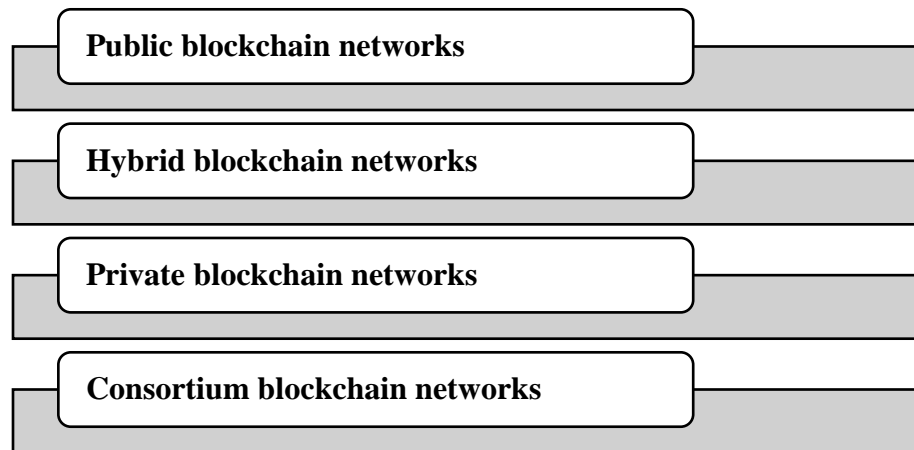 Public blockchain networks
Hybrid blockchain networks
Private blockchain networks
Consortium blockchain networks